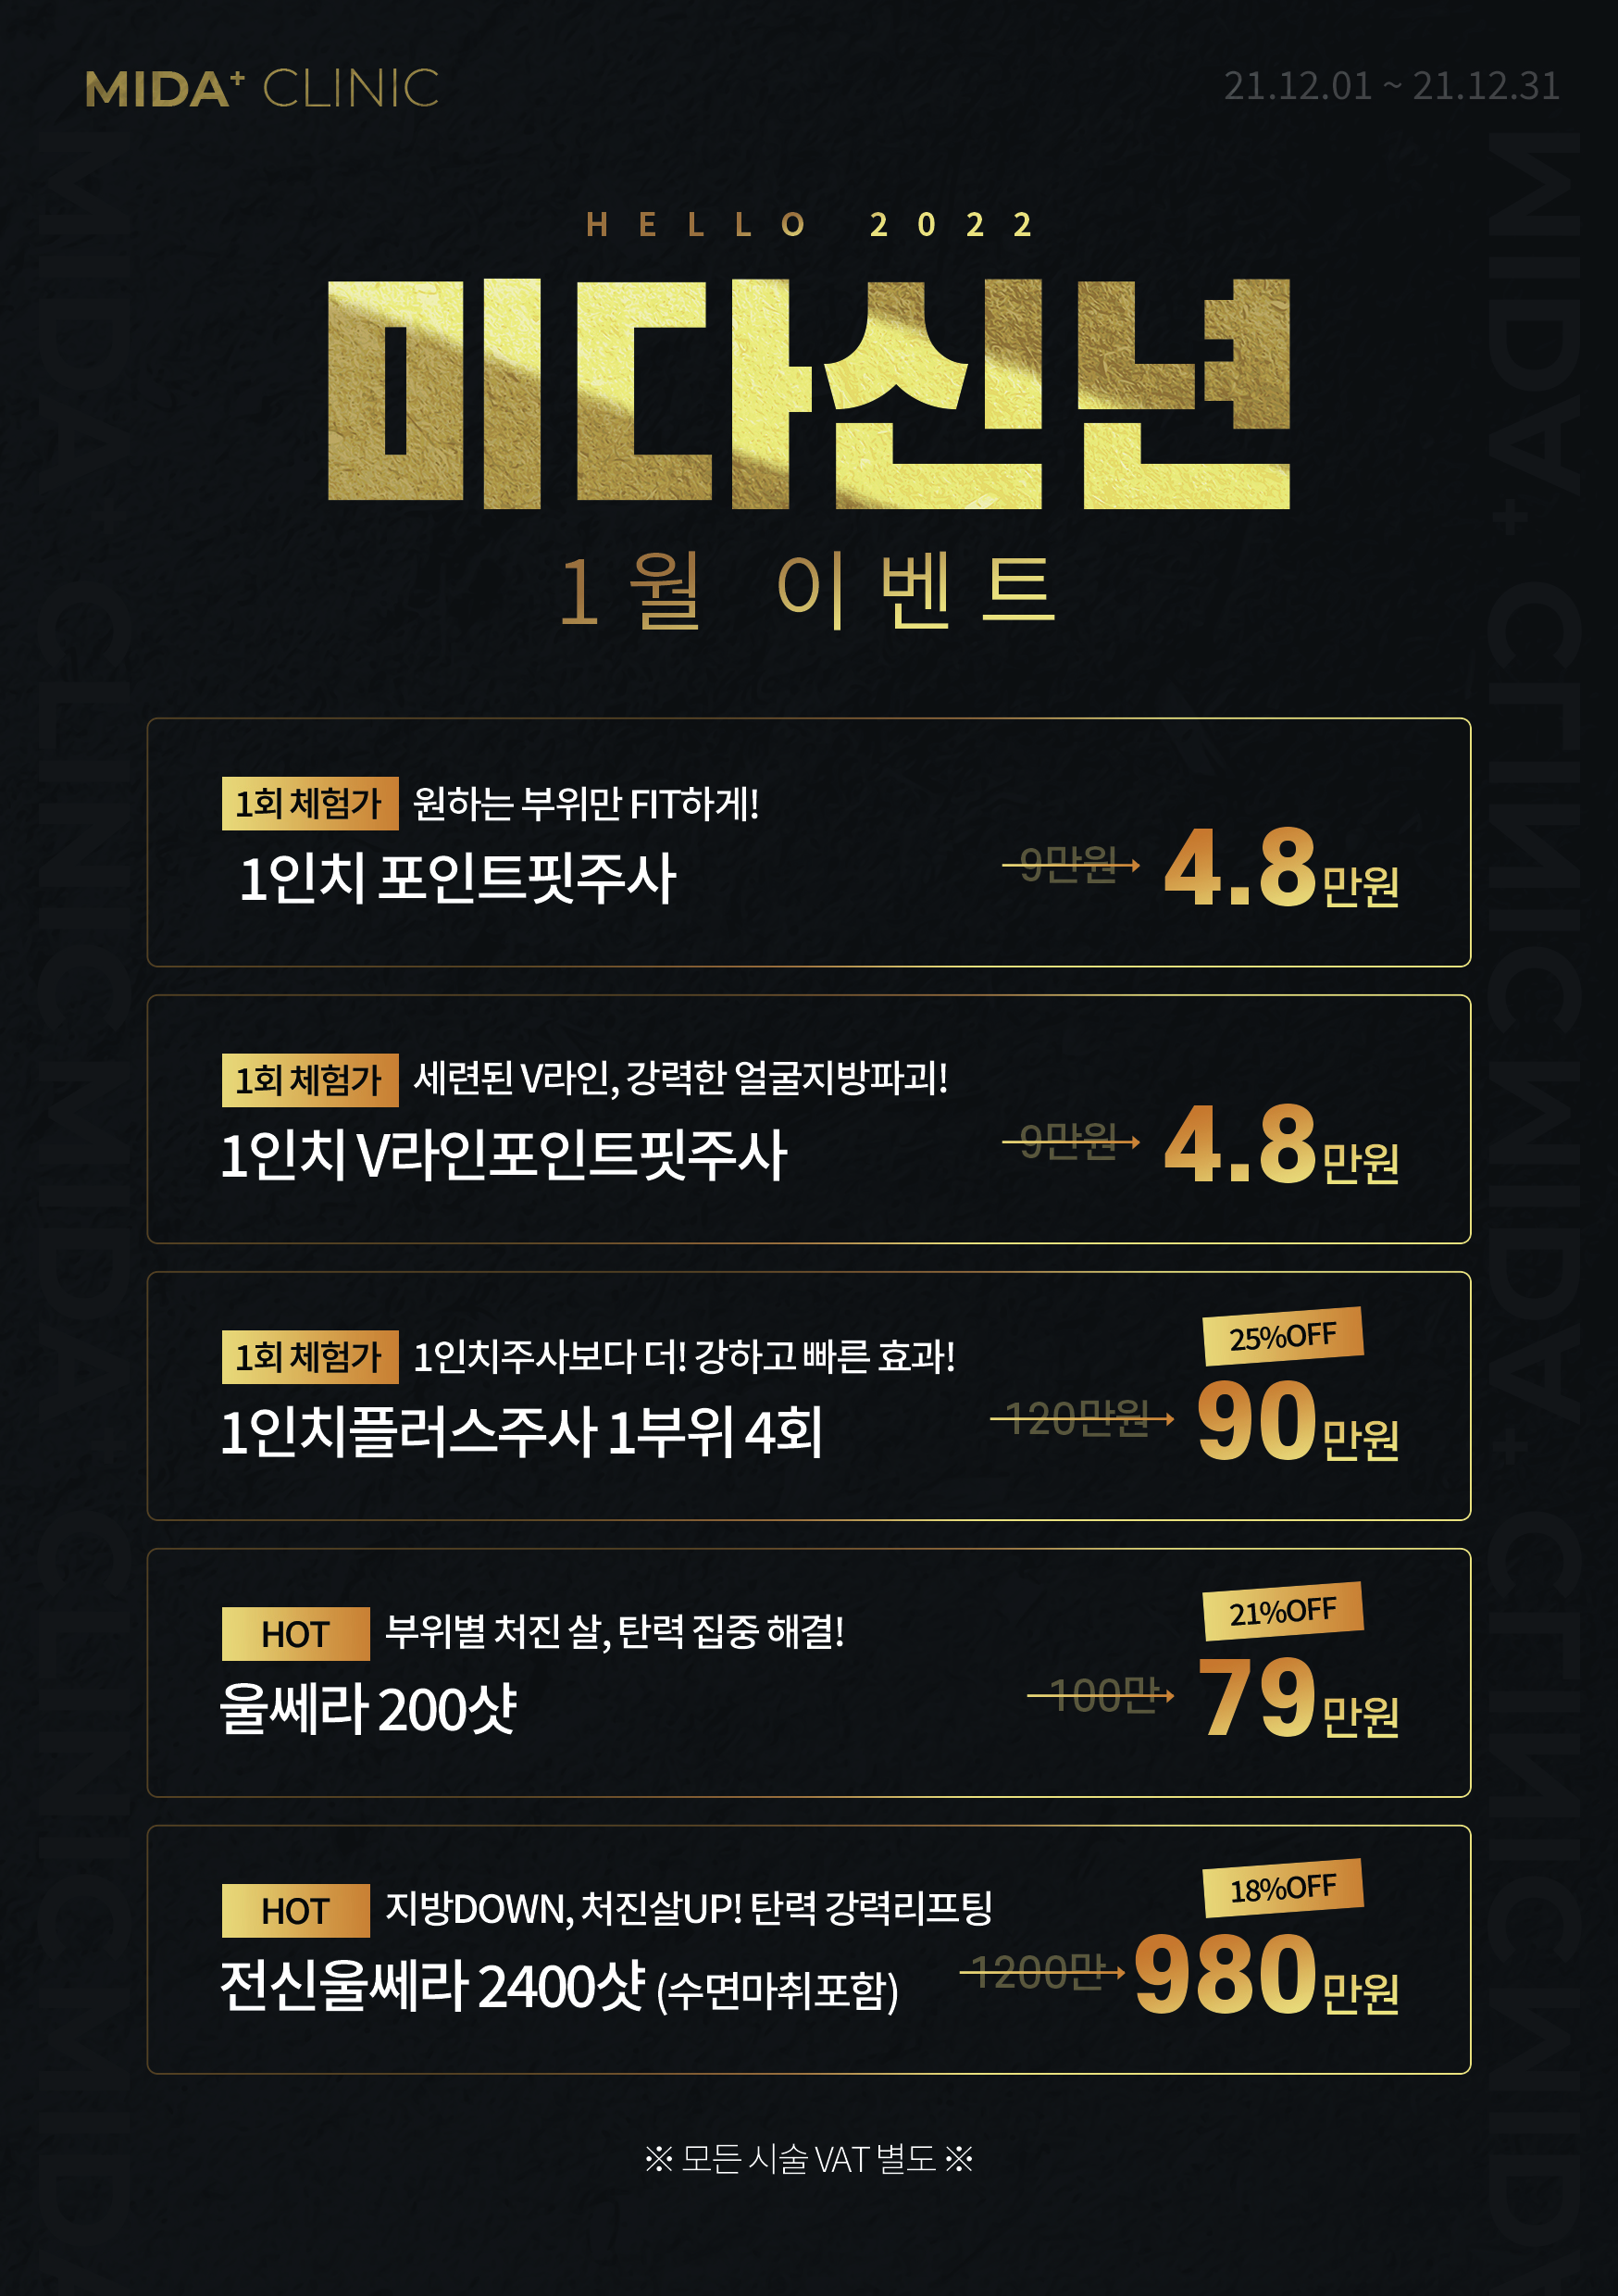 MIDA+ CLINIC
21.12.01 ~ 21.12.31
HELLO 2022
미다신년
1월 이벤트
1회 체험가 원하는 부위만 FIT하게!
1인치 포인트핏주사
9만원 4.8만원
1회 체험가 세련된 V라인, 강력한 얼굴지방파괴!
1인치 V라인포인트핏주사
9만원 4.8만원
1회 체험가 1인치주사보다 더! 강하고 빠른 효과!
25%OFF
1인치플러스주사 1부위 4회
120만원 90만원
HOT 부위별 처진 살, 탄력 집중 해결!
21%OFF
울쎄라 200샷
100만 79만원
HOT 지방DOWN, 처진살UP! 탄력 강력리프팅
18%OFF
전신울쎄라 2400샷 (수면마취포함)
1200만 980만원
※ 모든 시술 VAT 별도 ※
MIDA+ CLINIC MIDA+ CLINIC MIDA
MIDA+ CLINIC MIDA+ CLINIC MIDA